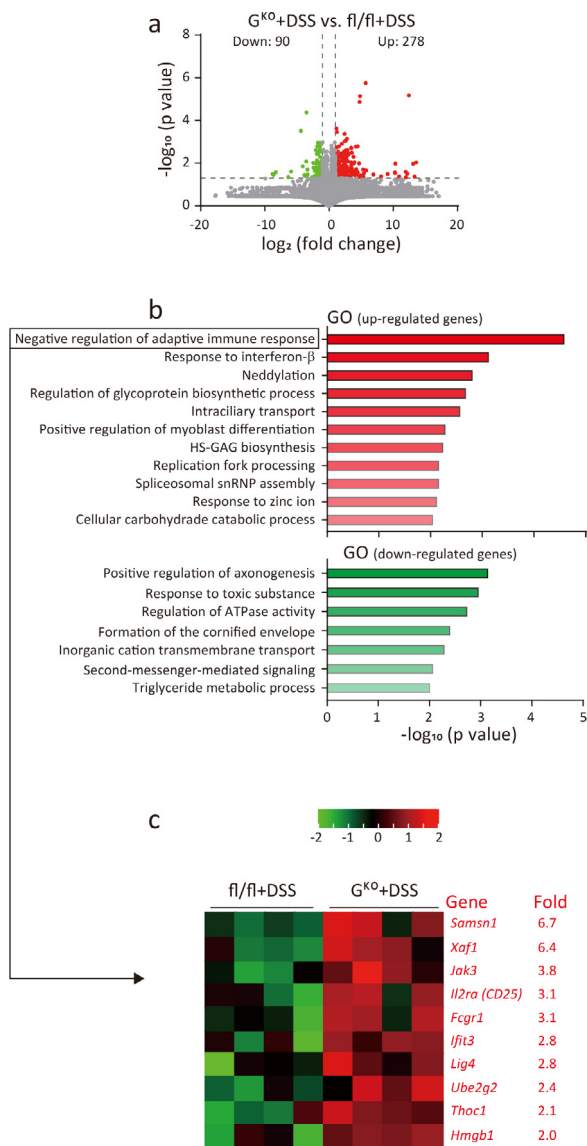 a
Gᴷᴼ+DSS vs. fl/fl+DSS
Down: 90 Up: 278
8
6
4
2
0
-log₁₀ (p value)
-20 -10 0 10 20
log₂ (fold change)
b
GO (up-regulated genes)
Negative regulation of adaptive immune response
Response to interferon-β
Neddylation
Regulation of glycoprotein biosynthetic process
Intraciliary transport
Positive regulation of myoblast differentiation
HS-GAG biosynthesis
Replication fork processing
Spliceosomal snRNP assembly
Response to zinc ion
Cellular carbohydrade catabolic process
GO (down-regulated genes)
Positive regulation of axonogenesis
Response to toxic substance
Regulation of ATPase activity
Formation of the cornified envelope
Inorganic cation transmembrane transport
Second-messenger-mediated signaling
Triglyceride metabolic process
0 1 2 3 4 5
-log₁₀ (p value)
c
-2 -1 0 1 2
fl/fl+DSS Gᴷᴼ+DSS Gene Fold
Samsn1 6.7
Xaf1 6.4
Jak3 3.8
Il2ra (CD25) 3.1
Fcgr1 3.1
Ifit3 2.8
Lig4 2.8
Ube2g2 2.4
Thoc1 2.1
Hmgb1 2.0